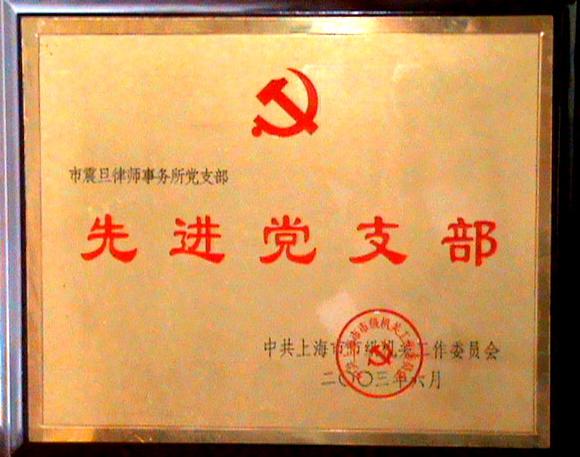 市震旦律师事务所党支部
先进党支部
中共上海市市级机关工作委员会
二〇〇三年六月